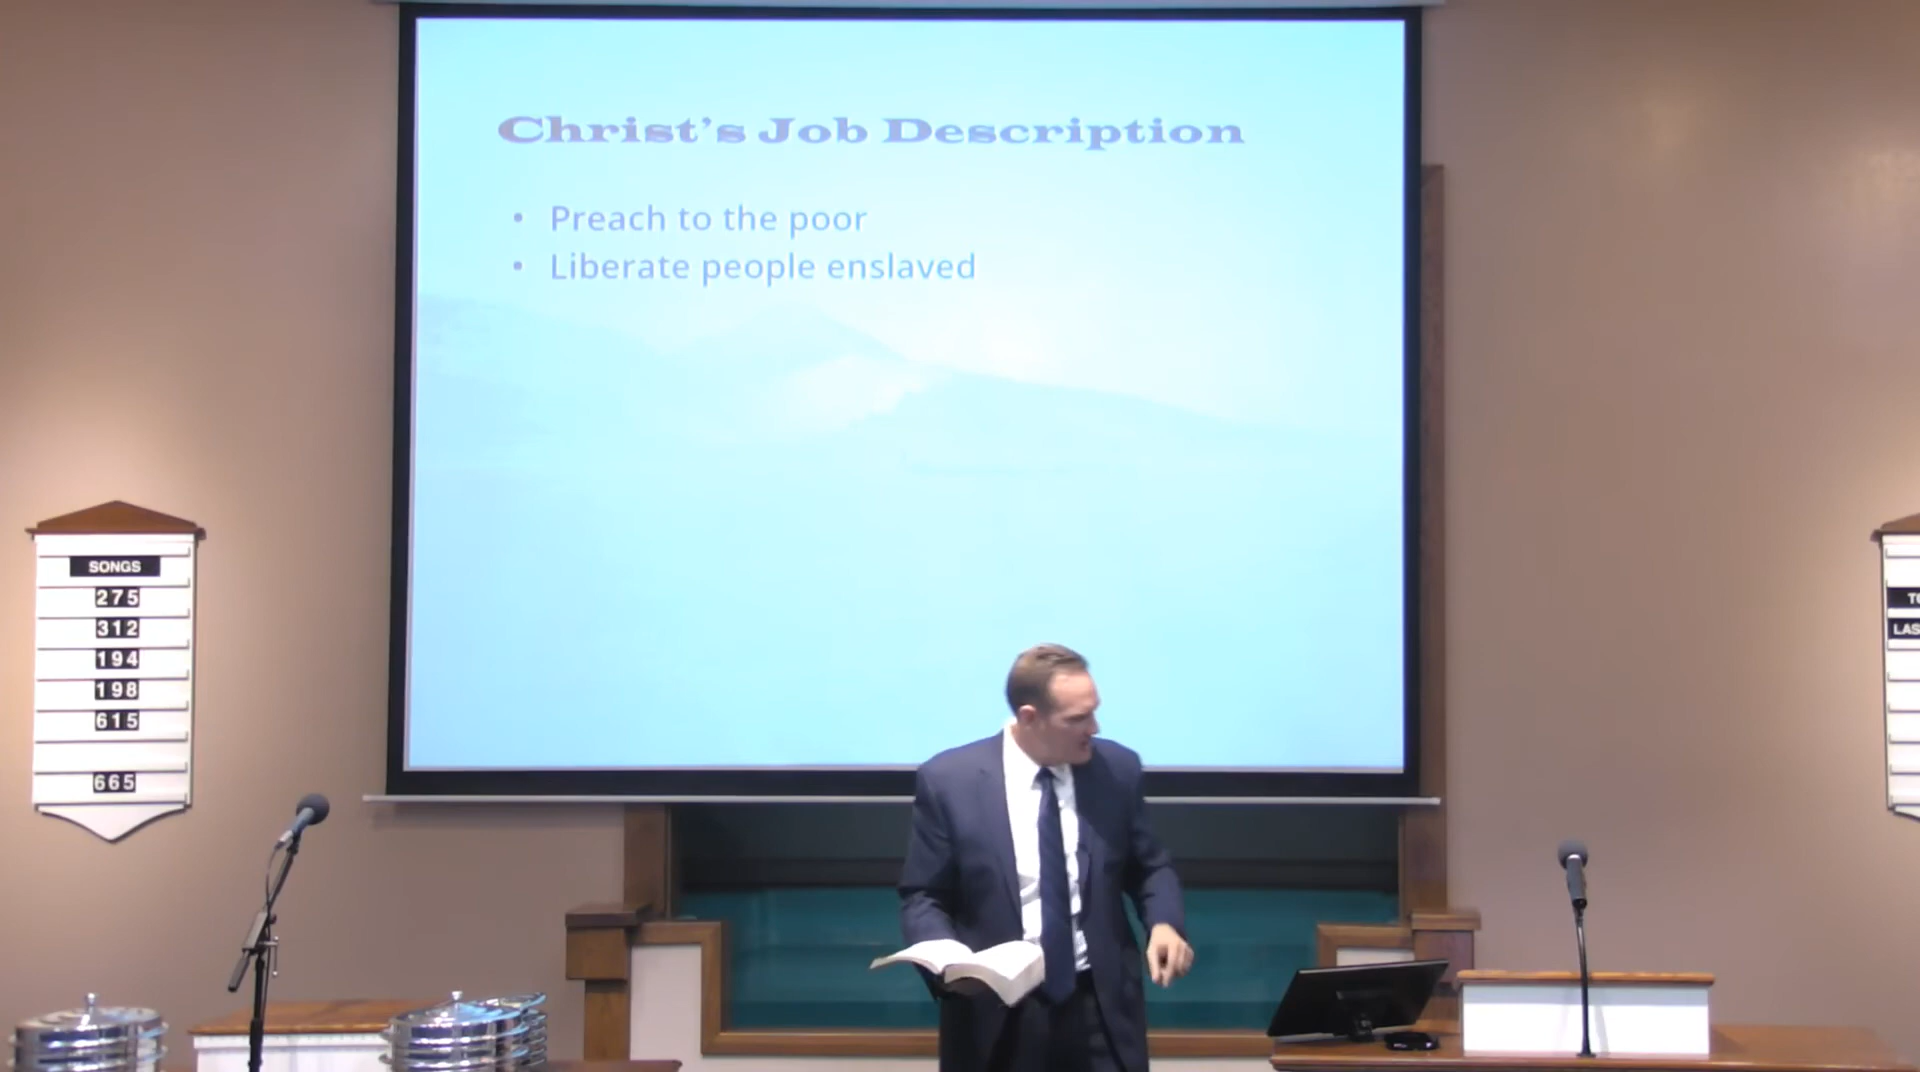 Christ's Job Description
• Preach to the poor
• Liberate people enslaved
SONGS
275
312
194
198
615
665